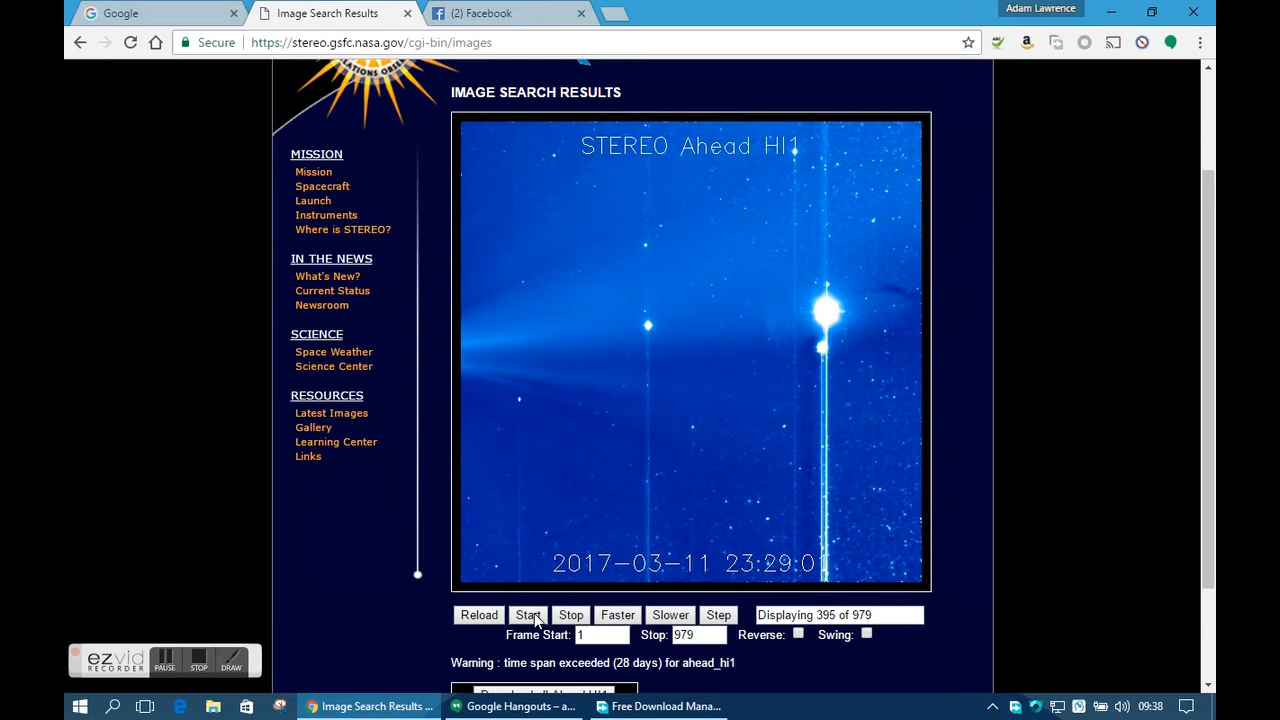 Google
Image Search Results
(2) Facebook
Adam Lawrence
Secure
https://stereo.gsfc.nasa.gov/cgi-bin/images
IMAGE SEARCH RESULTS
STEREO Ahead HI1
MISSION
Mission
Spacecraft
Launch
Instruments
Where is STEREO?
IN THE NEWS
What's New?
Current Status
Newsroom
SCIENCE
Space Weather
Science Center
RESOURCES
Latest Images
Gallery
Learning Center
Links
2017-03-11 23:29:01
Reload Start Stop Faster Slower Step Displaying 395 of 979
Frame Start: 1 Stop: 979 Reverse: Swing:
Warning : time span exceeded (28 days) for ahead_hi1
ezvid
RECORDER
PAUSE STOP DRAW
Image Search Results ...
Google Hangouts – a...
Free Download Mana...
09:38